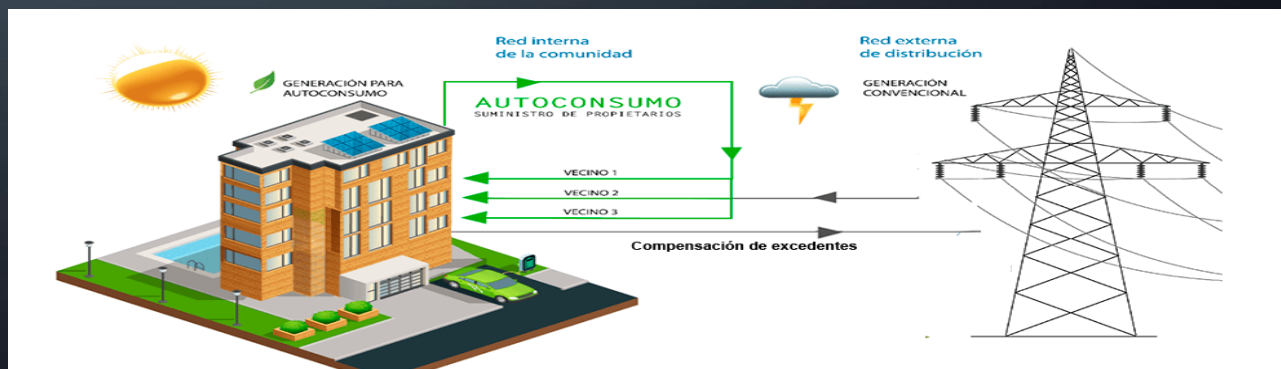 Red interna
de la comunidad
Red externa
de distribución
GENERACIÓN PARA
AUTOCONSUMO
AUTOCONSUMO
SUMINISTRO DE PROPIETARIOS
GENERACIÓN
CONVENCIONAL
VECINO 1
VECINO 2
VECINO 3
Compensación de excedentes